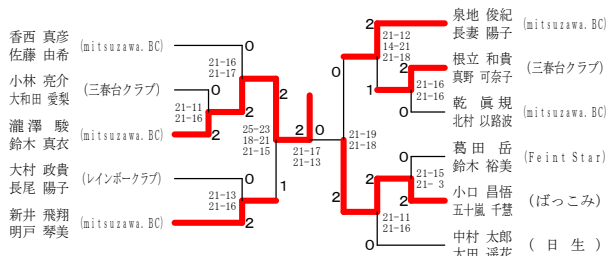 香西 真彦
佐藤 由希
(mitsuzawa.BC)
0
21-16
21-17
小林 亮介
大和田 愛梨
(三春台クラブ)
0
21-11
21-16
2
2
瀧澤 駿
鈴木 真衣
(mitsuzawa.BC)
2
25-23
18-21
21-15
大村 政貴
長尾 陽子
(レインボークラブ)
0
21-13
21-16
1
新井 飛翔
明戸 琴美
(mitsuzawa.BC)
2
2
0
21-17
21-13
泉地 俊紀
長妻 陽子
(mitsuzawa.BC)
2
21-12
14-21
21-18
0
根立 和貴
真野 可奈子
(三春台クラブ)
2
1
21-16
21-16
乾 眞規
北村 以路波
(mitsuzawa.BC)
0
21-19
21-18
葛田 岳
鈴木 裕美
(Feint Star)
0
21-15
21- 3
2
小口 昌悟
五十嵐 千慧
(ばっこみ)
2
2
21-11
21-16
中村 太郎
太田 遥花
(日生)
0